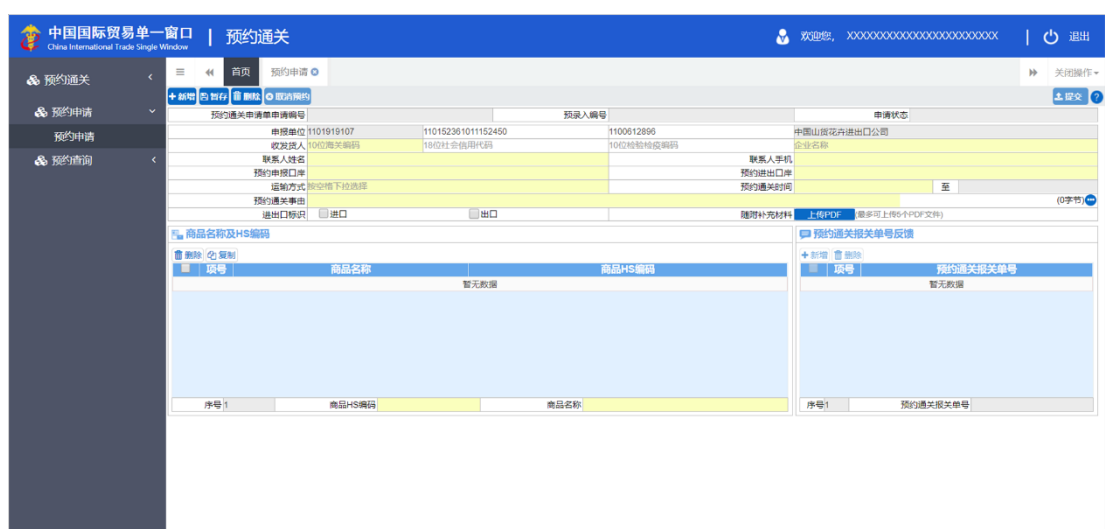 中国国际贸易单一窗口 | 预约通关
China International Trade Single Window
欢迎您, XXXXXXXXXXXXXXXXXXXXXXXX | 退出
预约通关
预约申请
预约申请
预约查询
首页 预约申请 关闭操作
新增 暂存 删除 取消预约 提交
预约通关申请单申请编号 预录入编号 申请状态
申报单位 1101919107 110152361011152450 1100612896 中国山货花卉进出口公司
收发货人 10位海关编码 18位社会信用代码 10位检验检疫编码 企业名称
联系人姓名 联系人手机
预约申报口岸 预约进出口岸
运输方式 按空格下拉选择 预约通关时间 至
预约通关事由 (0字节)
进出口标识 进口 出口 随附补充材料 上传PDF (最多可上传5个PDF文件)
商品名称及HS编码
删除 复制
项号 商品名称 商品HS编码
暂无数据
序号 1 商品HS编码 商品名称
预约通关报关单号反馈
新增 删除
项号 预约通关报关单号
暂无数据
序号 1 预约通关报关单号